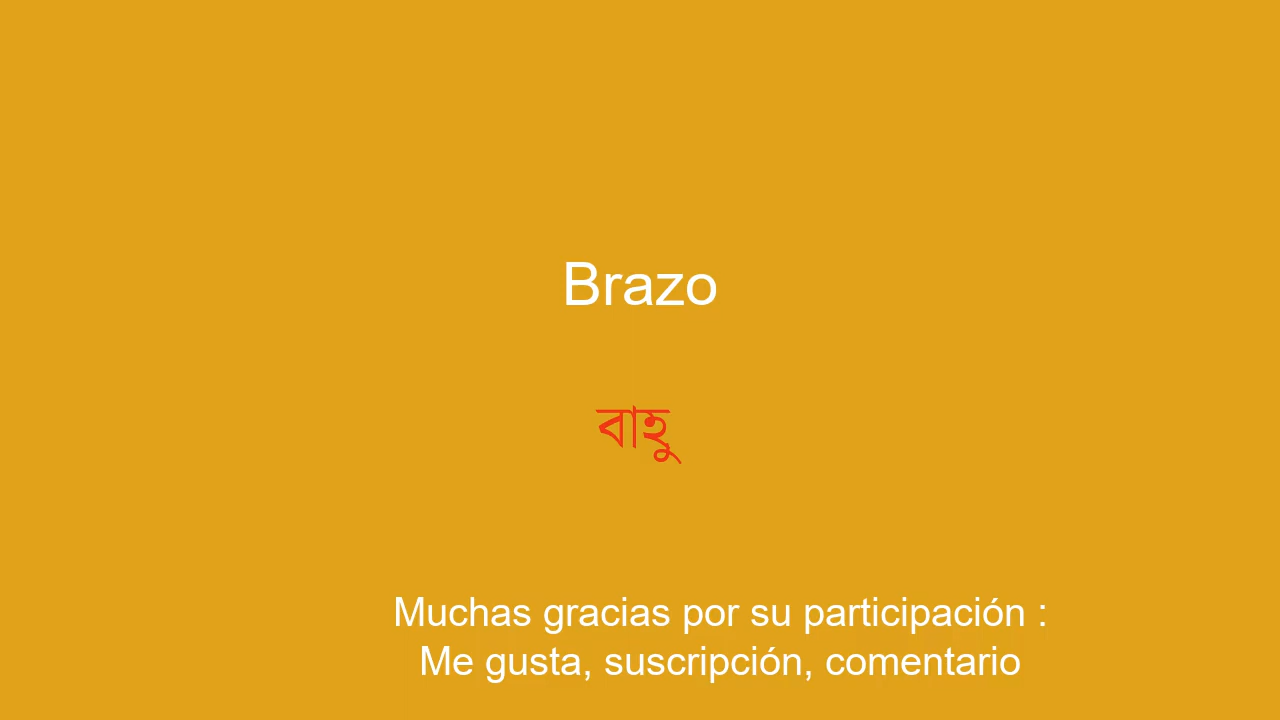 Brazo
বাহু
Muchas gracias por su participación :
Me gusta, suscripción, comentario